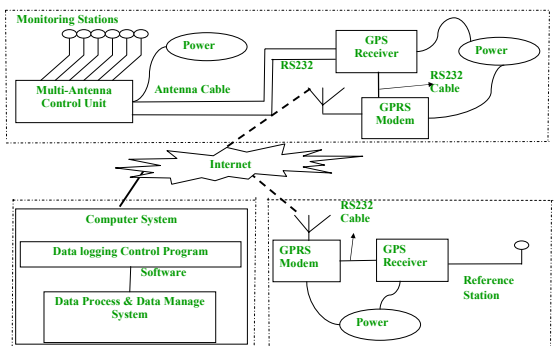 Monitoring Stations
Power
GPS
Receiver
Power
RS232
RS232
Cable
Multi-Antenna
Control Unit
Antenna Cable
GPRS
Modem
Internet
Computer System
Data logging Control Program
Software
Data Process & Data Manage
System
RS232
Cable
GPRS
Modem
GPS
Receiver
Reference
Station
Power